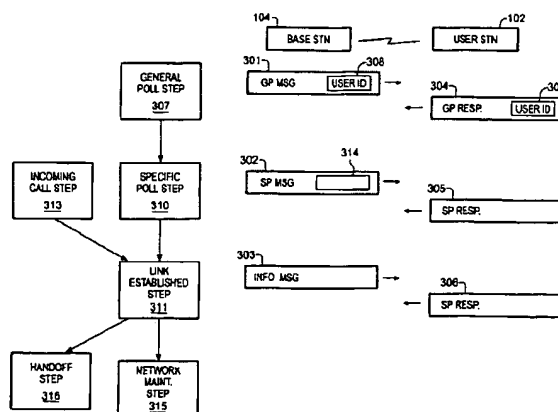 104
102
BASE STN
USER STN
301
308
GENERAL
POLL STEP
307
GP MSG
USER ID
304
30
GP RESP.
USER ID
302
314
INCOMING
CALL STEP
313
SPECIFIC
POLL STEP
310
SP MSG
305
SP RESP.
303
LINK
ESTABLISHED
STEP
311
INFO MSG
306
SP RESP.
HANDOFF
STEP
316
NETWORK
MAINT.
STEP
315